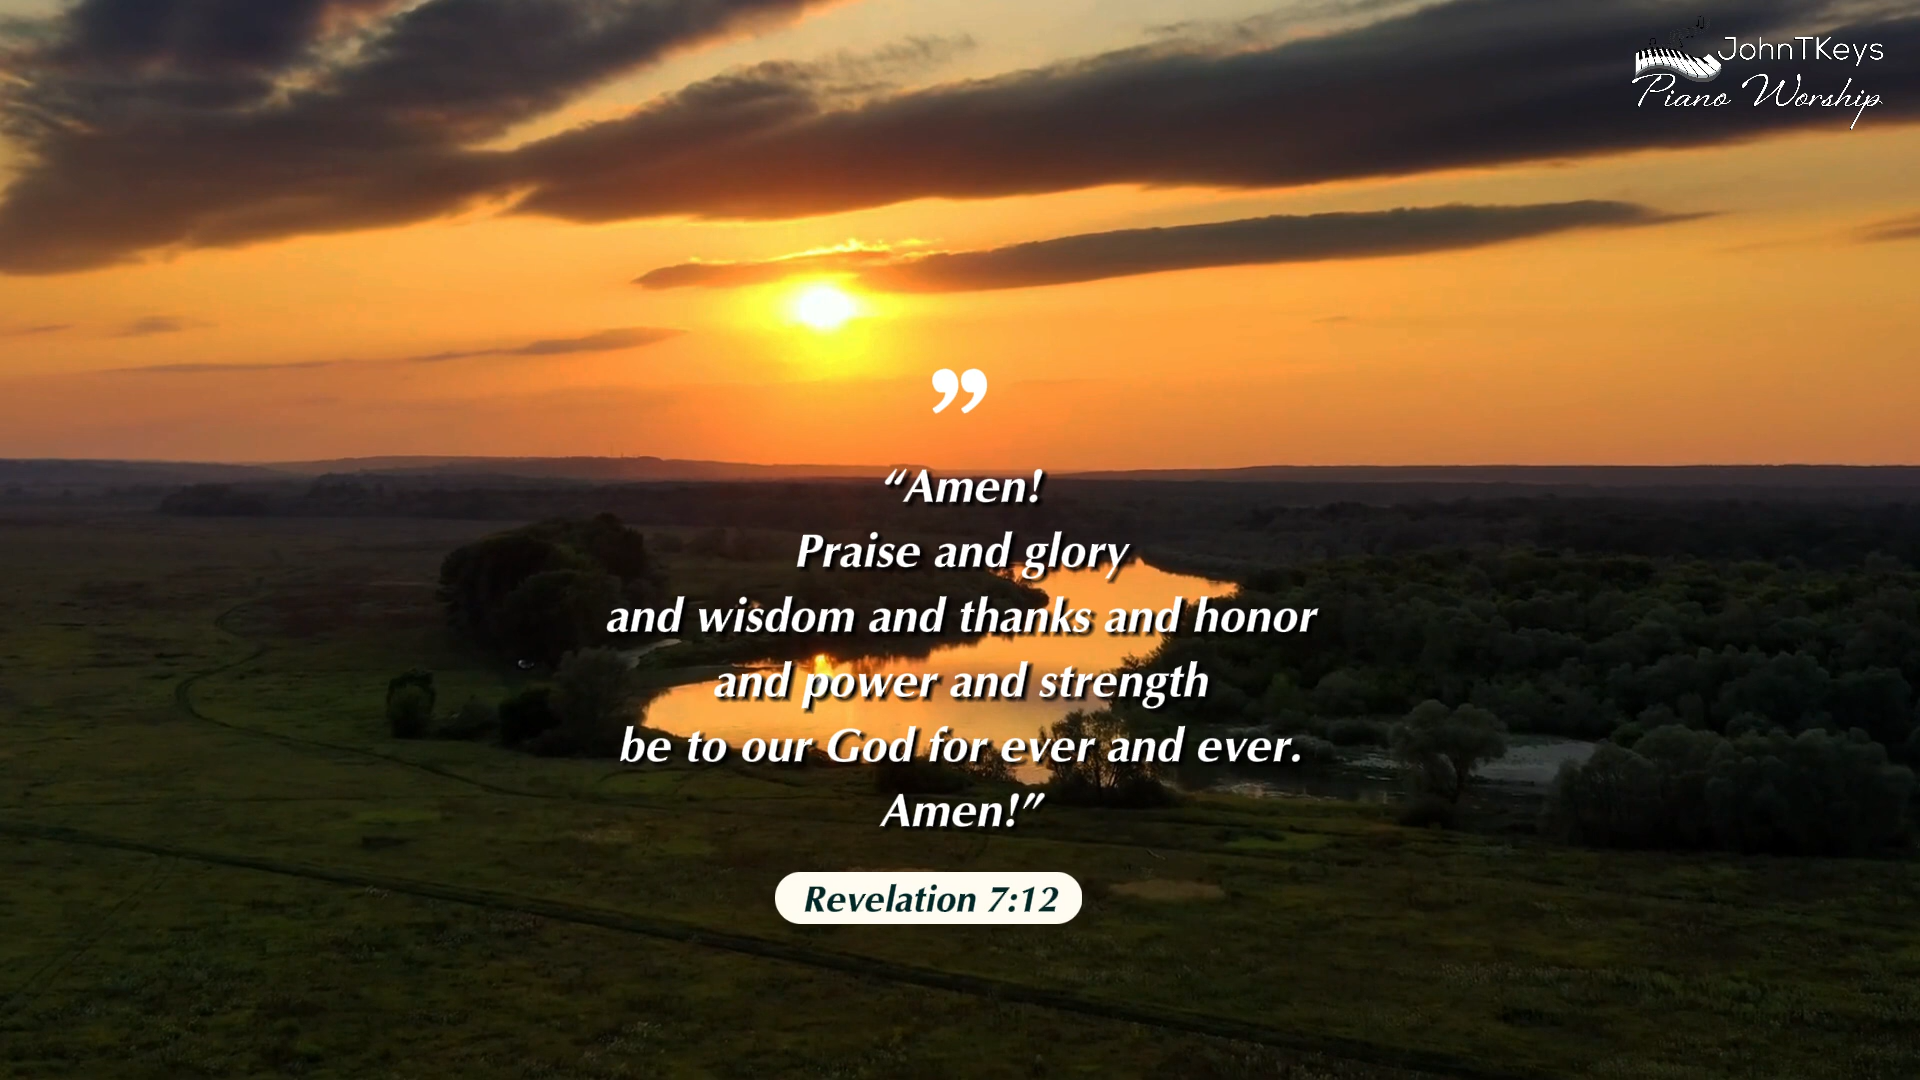 JohnTKeys
Piano Worship
”
“Amen!
Praise and glory
and wisdom and thanks and honor
and power and strength
be to our God for ever and ever.
Amen!”
Revelation 7:12